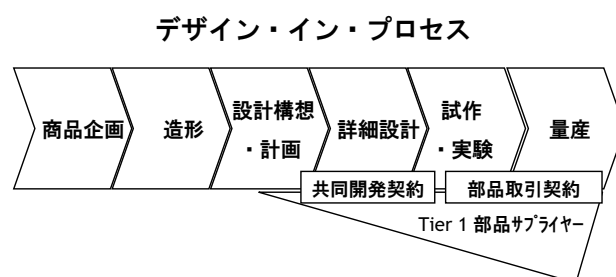 デザイン・イン・プロセス
商品企画
造形
設計構想
・計画
詳細設計
試作
・実験
量産
共同開発契約
部品取引契約
Tier 1 部品ｻﾌﾟﾗｲﾔｰ